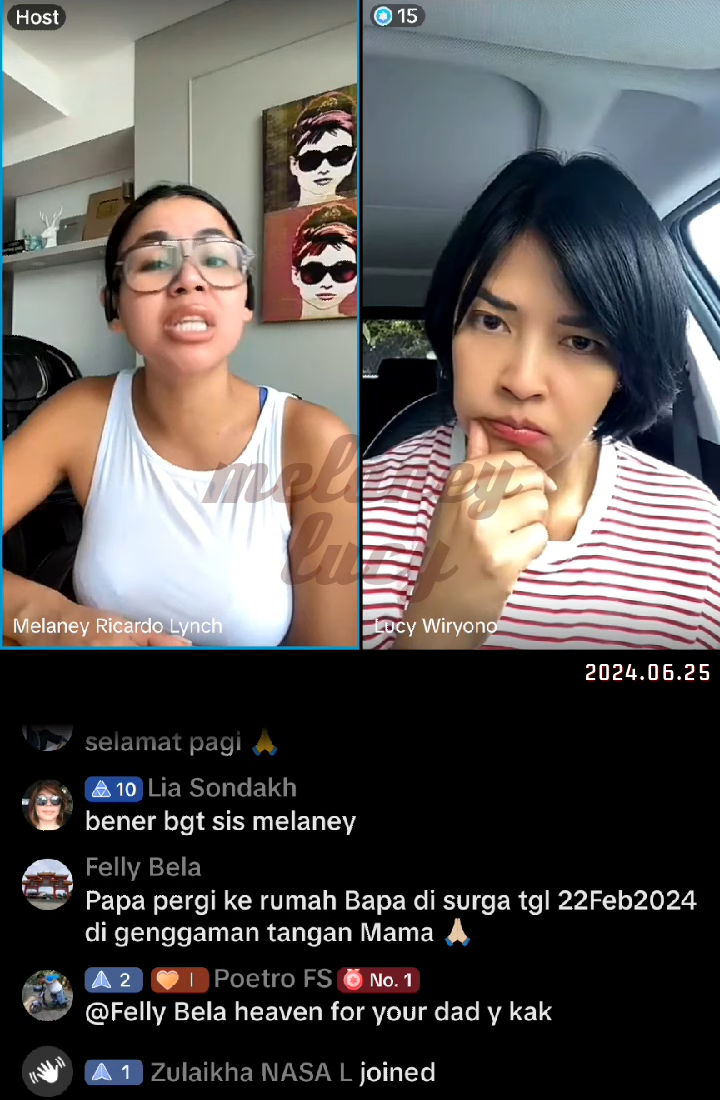 Host
15
melaney
lucy
Melaney Ricardo Lynch
Lucy Wiryono
2024.06.25
selamat pagi 🙏
10 Lia Sondakh
bener bgt sis melaney
Felly Bela
Papa pergi ke rumah Bapa di surga tgl 22Feb2024
di genggaman tangan Mama 🙏🏼
2 I Poetro FS No. 1
@Felly Bela heaven for your dad y kak
1 Zulaikha NASA L joined